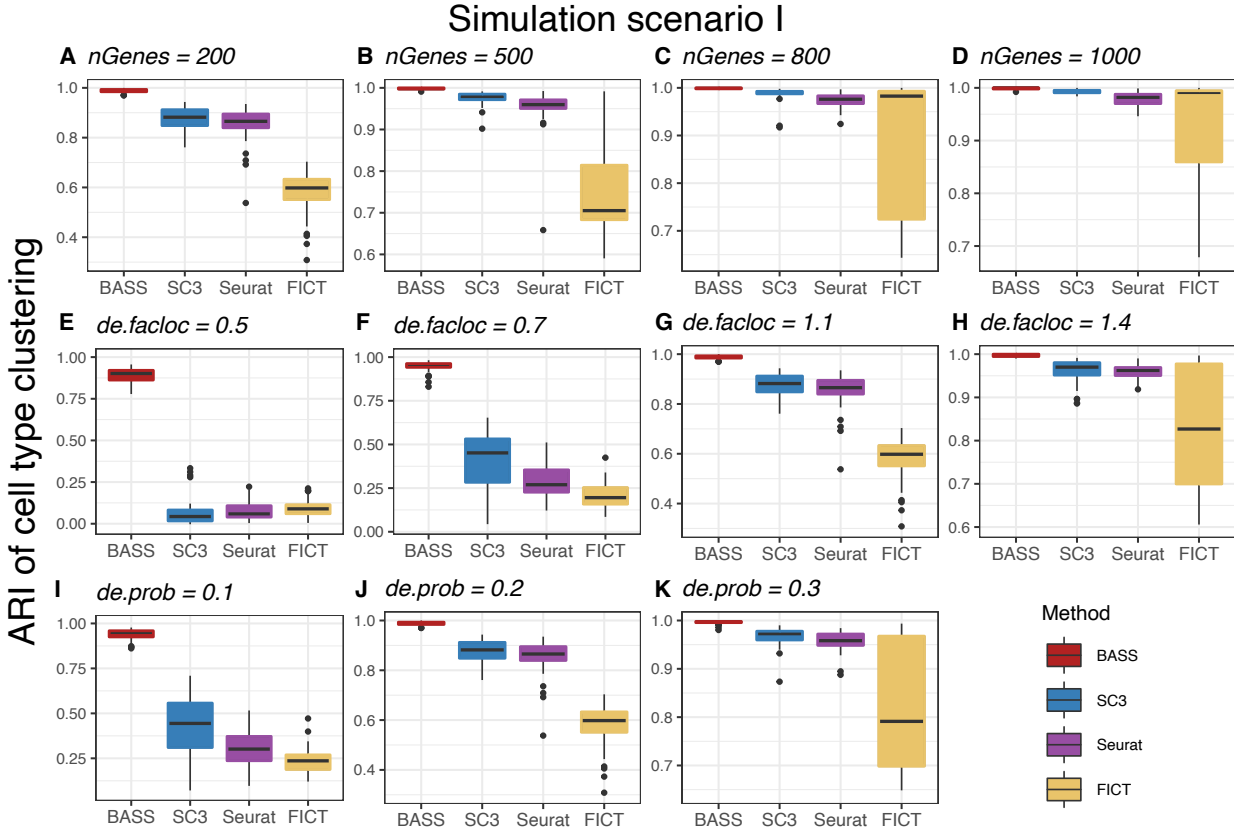 Simulation scenario I
ARI of cell type clustering
A nGenes = 200
1.0
0.8
0.6
0.4
BASS SC3 Seurat FICT
B nGenes = 500
1.0
0.9
0.8
0.7
0.6
BASS SC3 Seurat FICT
C nGenes = 800
1.0
0.9
0.8
0.7
BASS SC3 Seurat FICT
D nGenes = 1000
1.0
0.9
0.8
0.7
BASS SC3 Seurat FICT
E de.facloc = 0.5
1.00
0.75
0.50
0.25
0.00
BASS SC3 Seurat FICT
F de.facloc = 0.7
1.00
0.75
0.50
0.25
0.00
BASS SC3 Seurat FICT
G de.facloc = 1.1
1.0
0.8
0.6
0.4
BASS SC3 Seurat FICT
H de.facloc = 1.4
1.0
0.9
0.8
0.7
0.6
BASS SC3 Seurat FICT
I de.prob = 0.1
1.00
0.75
0.50
0.25
BASS SC3 Seurat FICT
J de.prob = 0.2
1.0
0.8
0.6
0.4
BASS SC3 Seurat FICT
K de.prob = 0.3
1.0
0.9
0.8
0.7
BASS SC3 Seurat FICT
Method
BASS
SC3
Seurat
FICT